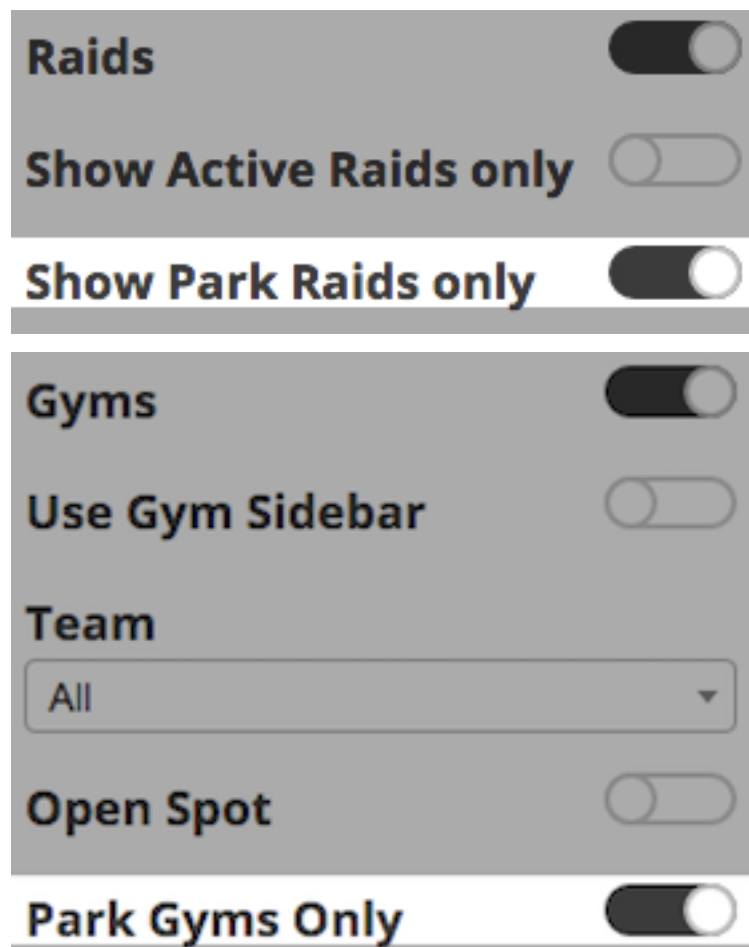 Raids
Show Active Raids only
Show Park Raids only
Gyms
Use Gym Sidebar
Team
All
Open Spot
Park Gyms Only